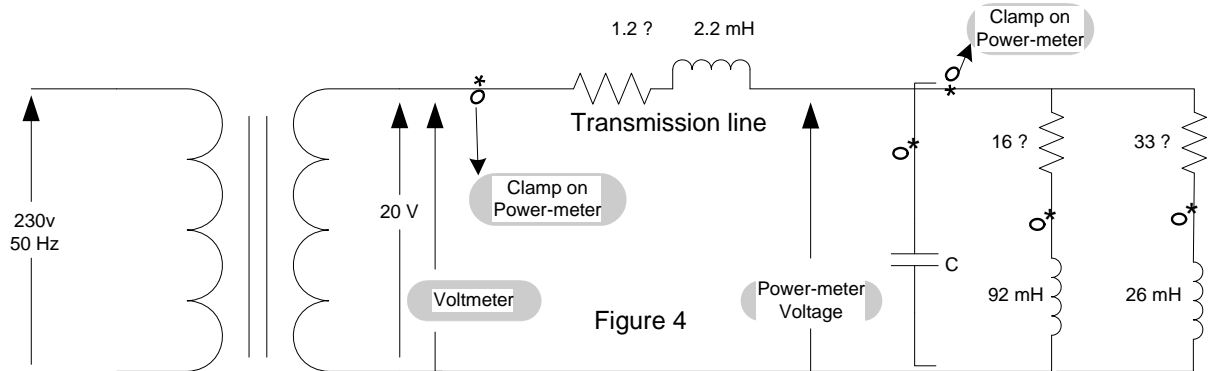 1.2 ?
2.2 mH
Clamp on
Power-meter
Transmission line
16 ?
33 ?
Clamp on
Power-meter
230v
50 Hz
20 V
C
Voltmeter
Power-meter
Voltage
92 mH
26 mH
Figure 4